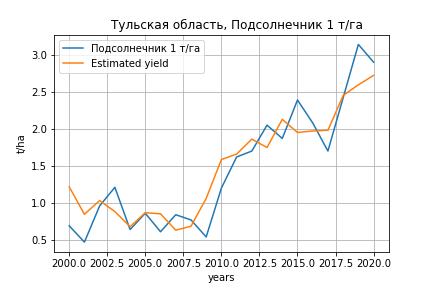 Тульская область, Подсолнечник 1 т/га
Подсолнечник 1 т/га
Estimated yield
3.0
2.5
2.0
1.5
1.0
0.5
t/ha
2000.0 2002.5 2005.0 2007.5 2010.0 2012.5 2015.0 2017.5 2020.0
years